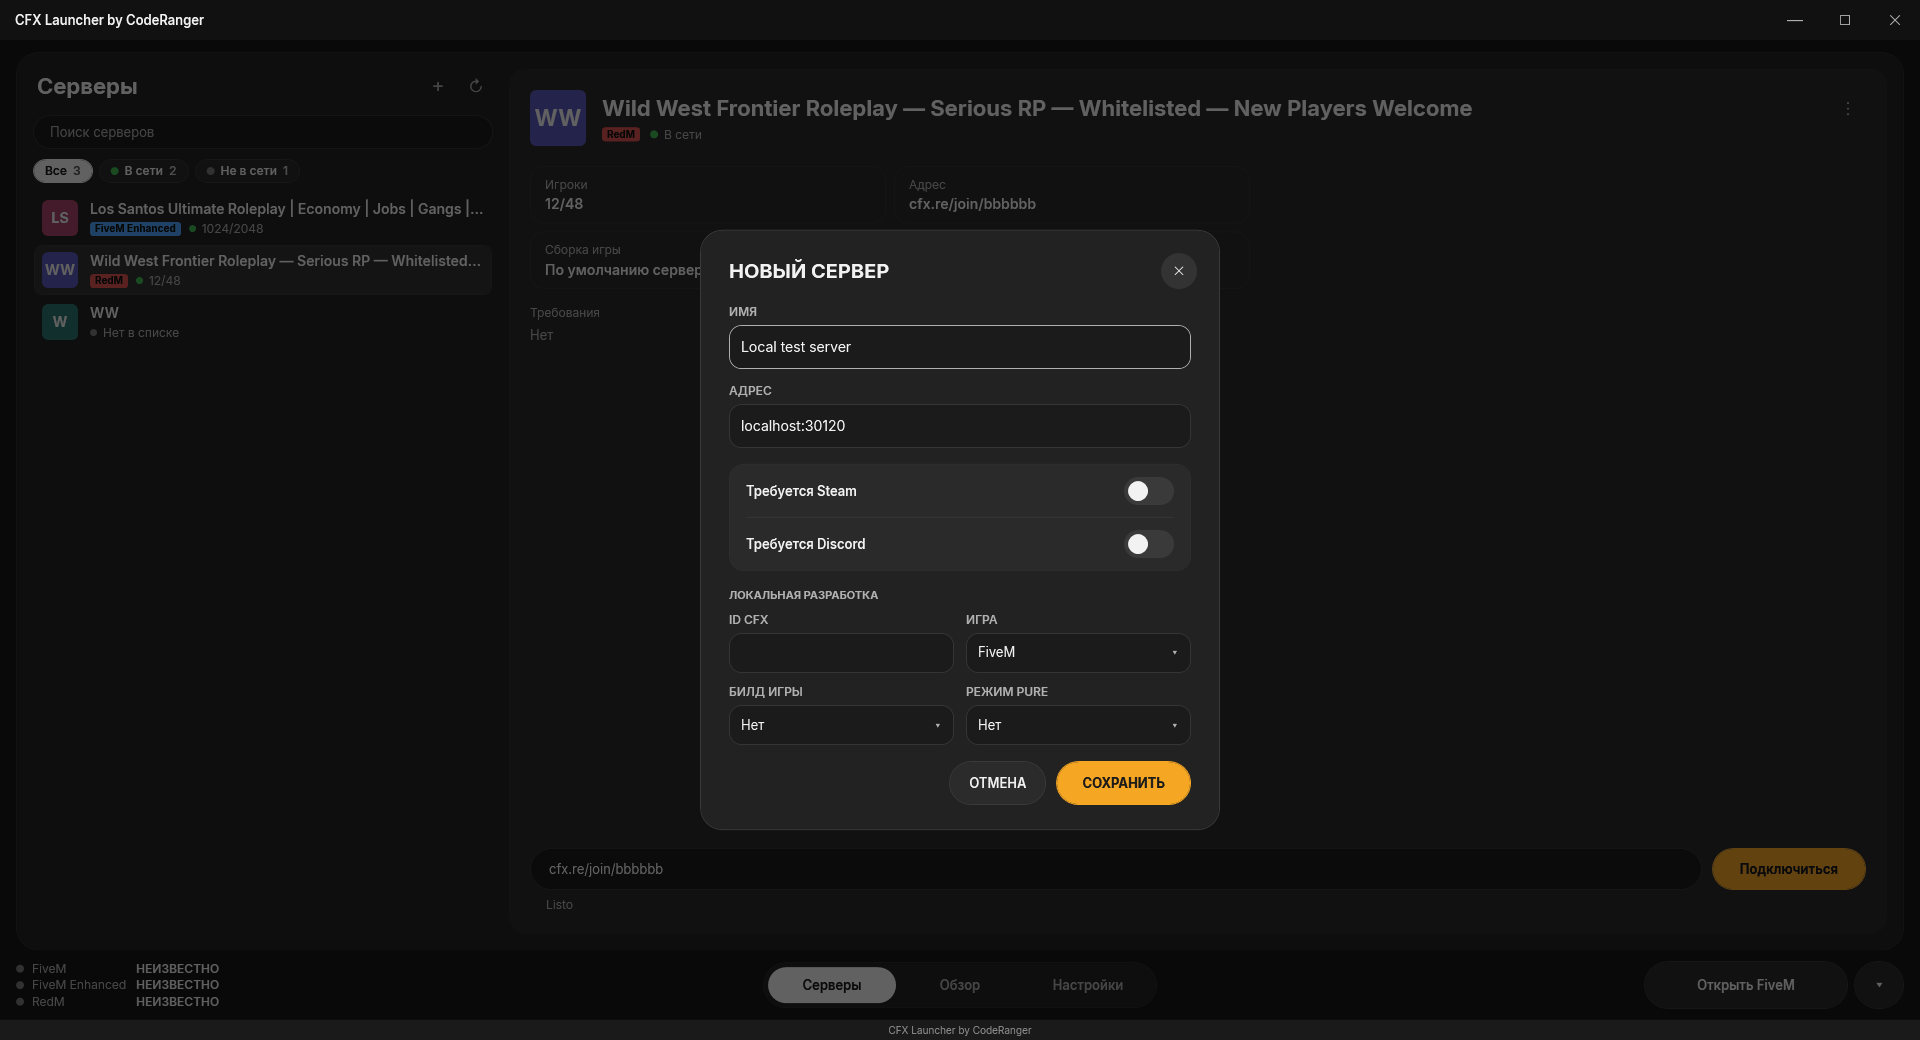 CFX Launcher by CodeRanger
Серверы
Поиск серверов
Все 3
В сети 2
Не в сети 1
LS
Los Santos Ultimate Roleplay | Economy | Jobs | Gangs |...
FiveM Enhanced
1024/2048
WW
Wild West Frontier Roleplay — Serious RP — Whitelisted...
RedM
12/48
W
WW
Нет в списке
WW
Wild West Frontier Roleplay — Serious RP — Whitelisted — New Players Welcome
RedM
В сети
Игроки
12/48
Адрес
cfx.re/join/bbbbbb
Сборка игры
По умолчанию сервер
Требования
Нет
НОВЫЙ СЕРВЕР
ИМЯ
Local test server
АДРЕС
localhost:30120
Требуется Steam
Требуется Discord
ЛОКАЛЬНАЯ РАЗРАБОТКА
ID CFX
ИГРА
FiveM
БИЛД ИГРЫ
РЕЖИМ PURE
Нет
Нет
ОТМЕНА
СОХРАНИТЬ
cfx.re/join/bbbbbb
Подключиться
Listo
FiveM НЕИЗВЕСТНО
FiveM Enhanced НЕИЗВЕСТНО
RedM НЕИЗВЕСТНО
Серверы
Обзор
Настройки
Открыть FiveM
CFX Launcher by CodeRanger